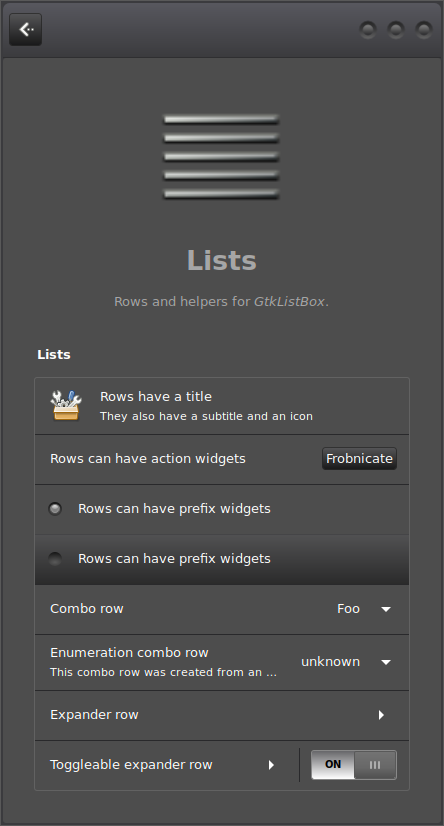 Lists
Rows and helpers for GtkListBox.
Lists
Rows have a title
They also have a subtitle and an icon
Rows can have action widgets
Frobnicate
Rows can have prefix widgets
Rows can have prefix widgets
Combo row
Foo
Enumeration combo row
This combo row was created from an ...
unknown
Expander row
Toggleable expander row
ON